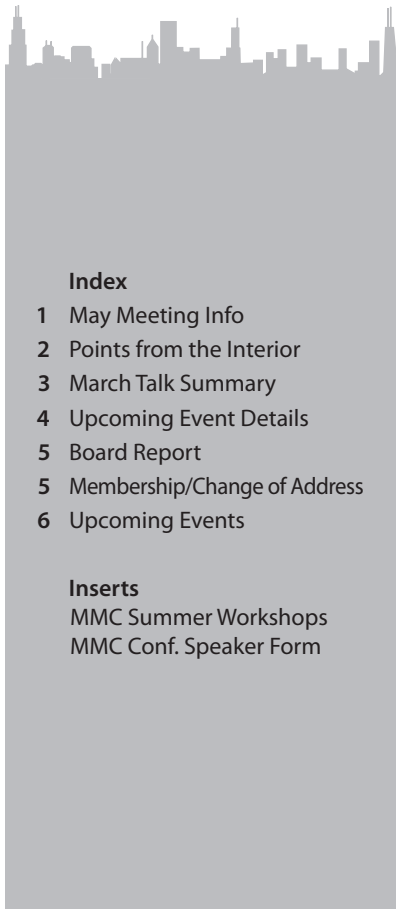 Index
1 May Meeting Info
2 Points from the Interior
3 March Talk Summary
4 Upcoming Event Details
5 Board Report
5 Membership/Change of Address
6 Upcoming Events
Inserts
MMC Summer Workshops
MMC Conf. Speaker Form